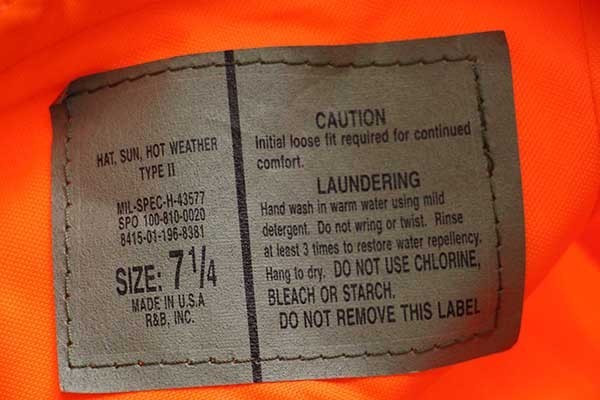 HAT, SUN, HOT WEATHER
TYPE II
MIL-SPEC-H-43577
SPO 100-810-0020
8415-01-196-8381
SIZE: 7 1/4
MADE IN U.S.A
R&B, INC.
CAUTION
Initial loose fit required for continued
comfort.
LAUNDERING
Hand wash in warm water using mild
detergent. Do not wring or twist. Rinse
at least 3 times to restore water repellency.
Hang to dry. DO NOT USE CHLORINE,
BLEACH OR STARCH.
DO NOT REMOVE THIS LABEL